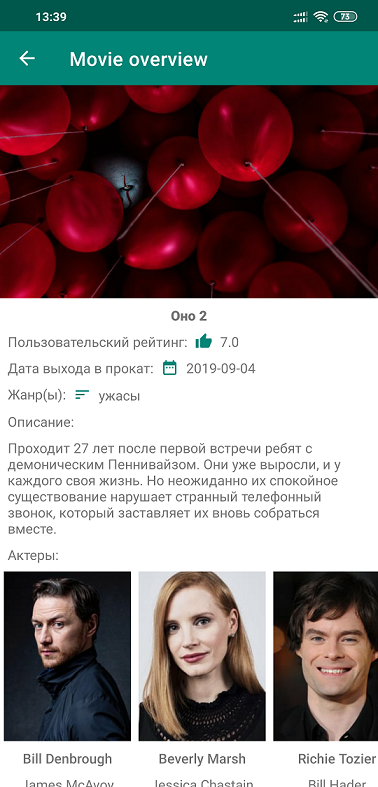 13:39
73
Movie overview
Оно 2
Пользовательский рейтинг: 7.0
Дата выхода в прокат: 2019-09-04
Жанр(ы): ужасы
Описание:
Проходит 27 лет после первой встречи ребят с
демоническим Пеннивайзом. Они уже выросли, и у
каждого своя жизнь. Но неожиданно их спокойное
существование нарушает странный телефонный
звонок, который заставляет их вновь собраться
вместе.
Актеры:
Bill Denbrough Beverly Marsh Richie Tozier
James McAvoy Jessica Chastain Bill Hader